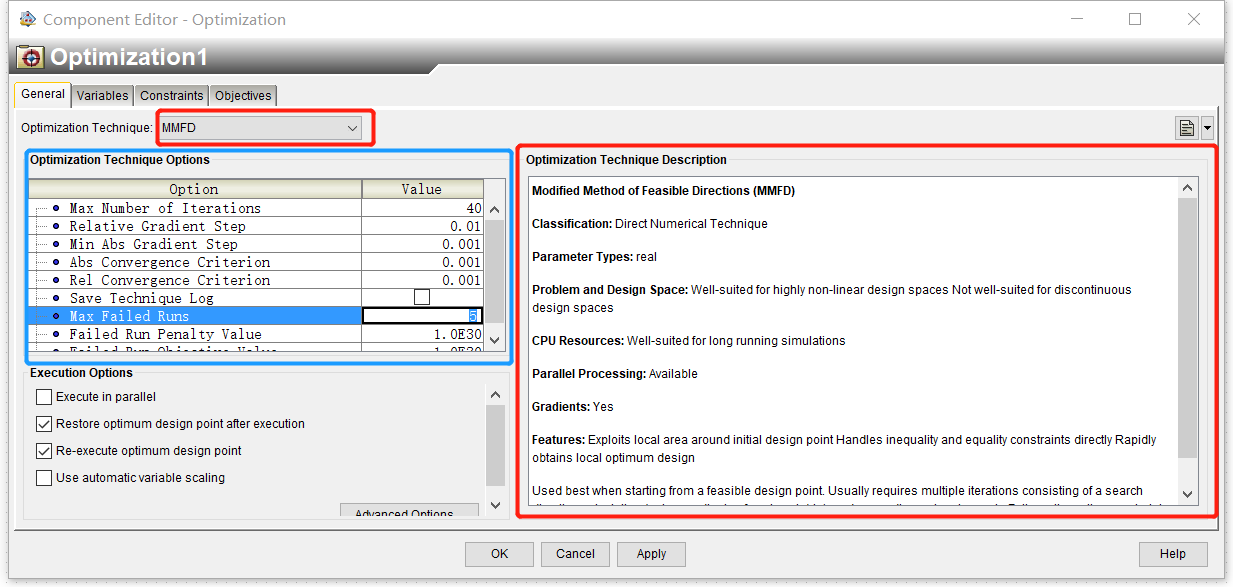 Component Editor - Optimization
Optimization1
General Variables Constraints Objectives
Optimization Technique: MMFD
Optimization Technique Options
Option Value
Max Number of Iterations 40
Relative Gradient Step 0.01
Min Abs Gradient Step 0.001
Abs Convergence Criterion 0.001
Rel Convergence Criterion 0.001
Save Technique Log
Max Failed Runs 5
Failed Run Penalty Value 1.0E30
Failed Run Objective Value 1.0E30
Execution Options
Execute in parallel
Restore optimum design point after execution
Re-execute optimum design point
Use automatic variable scaling
Advanced Options
Optimization Technique Description
Modified Method of Feasible Directions (MMFD)
Classification: Direct Numerical Technique
Parameter Types: real
Problem and Design Space: Well-suited for highly non-linear design spaces Not well-suited for discontinuous
design spaces
CPU Resources: Well-suited for long running simulations
Parallel Processing: Available
Gradients: Yes
Features: Exploits local area around initial design point Handles inequality and equality constraints directly Rapidly
obtains local optimum design
Used best when starting from a feasible design point. Usually requires multiple iterations consisting of a search
OK Cancel Apply Help